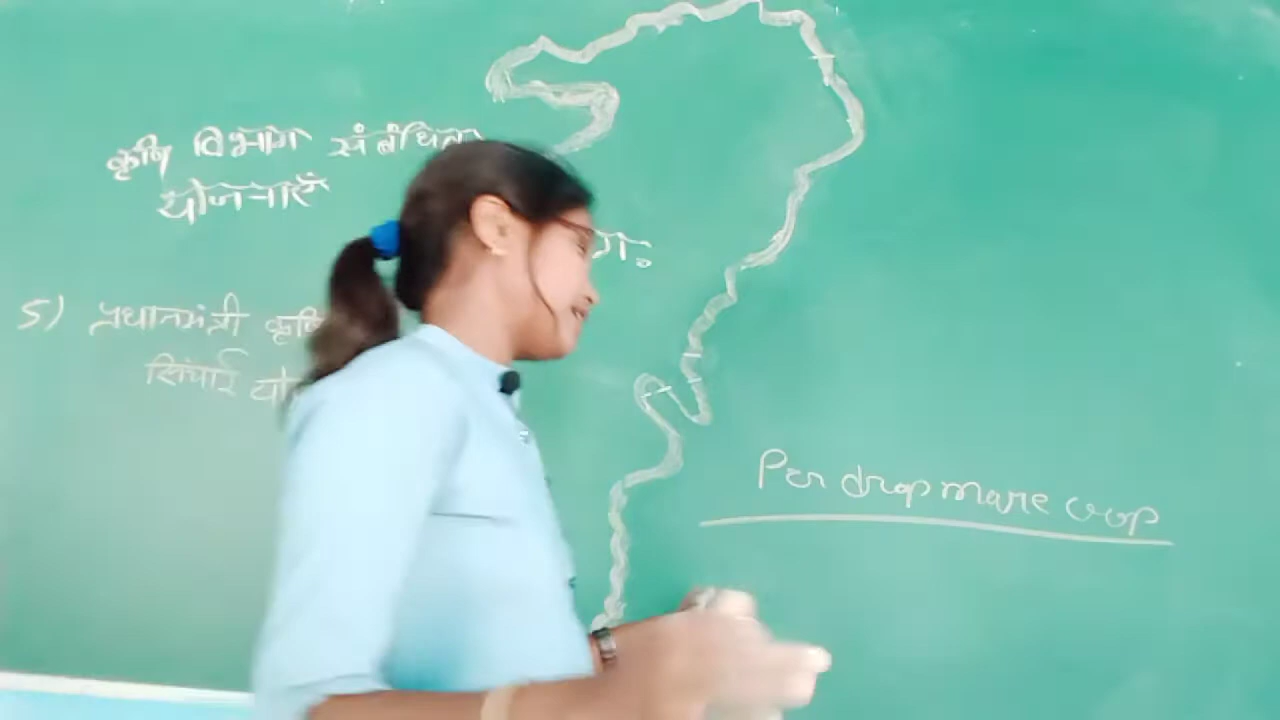 कृषि विभाग संबंधित
योजनाएँ
5) प्रधानमंत्री कृषि
सिंचाई
Per drop more crop